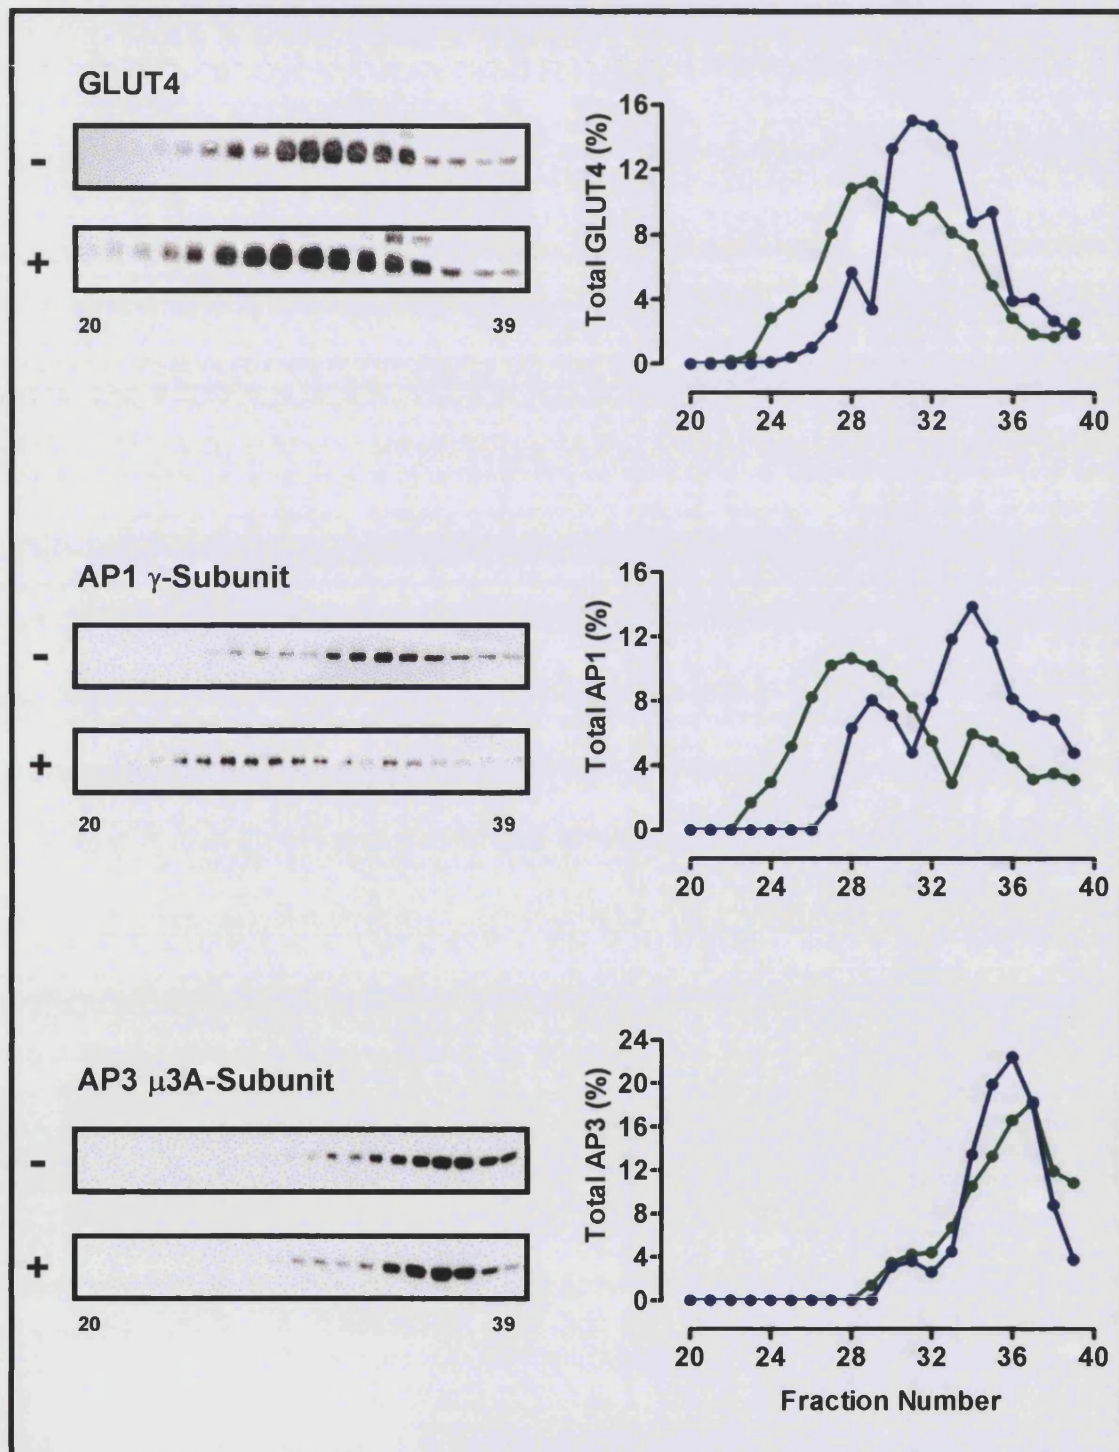 GLUT4
-
+
20 39
Total GLUT4 (%)
16
12
8
4
0
20 24 28 32 36 40
AP1 γ-Subunit
-
+
20 39
Total AP1 (%)
16
12
8
4
0
20 24 28 32 36 40
AP3 μ3A-Subunit
-
+
20 39
Total AP3 (%)
24
20
16
12
8
4
0
20 24 28 32 36 40
Fraction Number